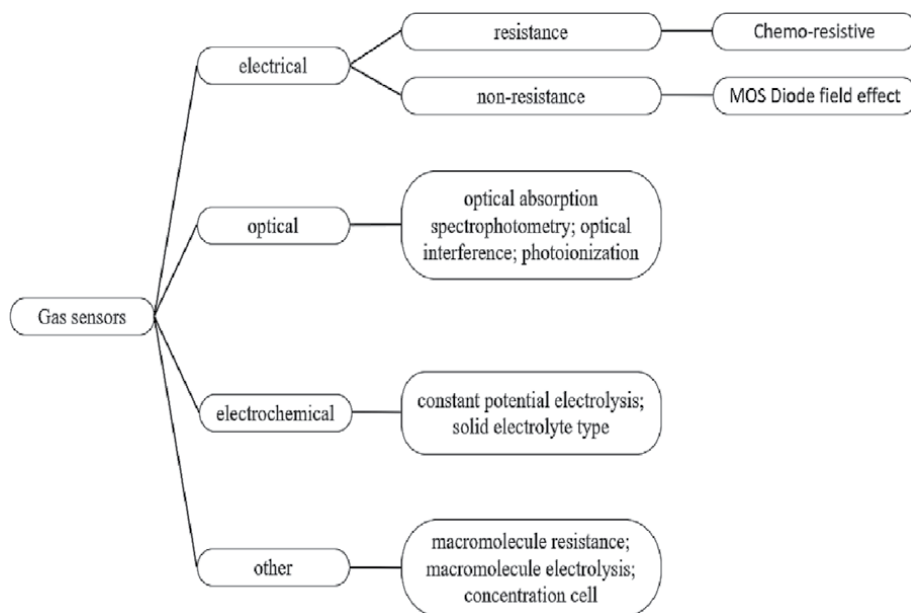 resistance
Chemo-resistive
electrical
non-resistance
MOS Diode field effect
optical absorption
spectrophotometry; optical
interference; photoionization
optical
Gas sensors
electrochemical
constant potential electrolysis;
solid electrolyte type
macromolecule resistance;
macromolecule electrolysis;
concentration cell
other